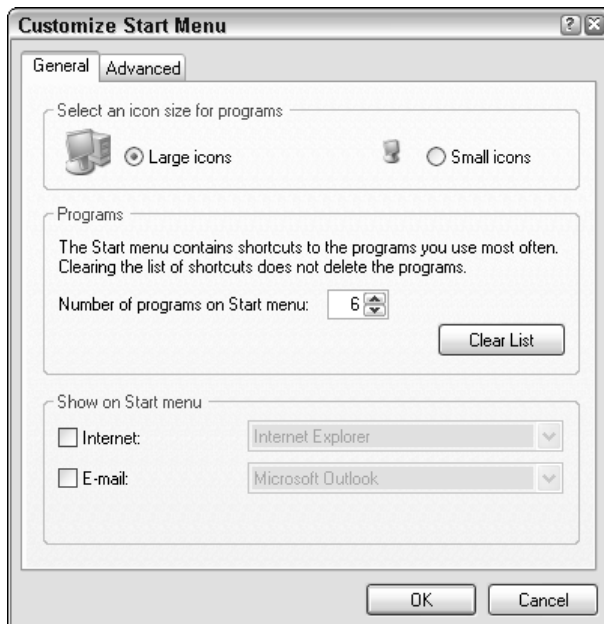 Customize Start Menu
General
Advanced
Select an icon size for programs
Large icons
Small icons
Programs
The Start menu contains shortcuts to the programs you use most often.
Clearing the list of shortcuts does not delete the programs.
Number of programs on Start menu: 6
Clear List
Show on Start menu
Internet: Internet Explorer
E-mail: Microsoft Outlook
OK
Cancel